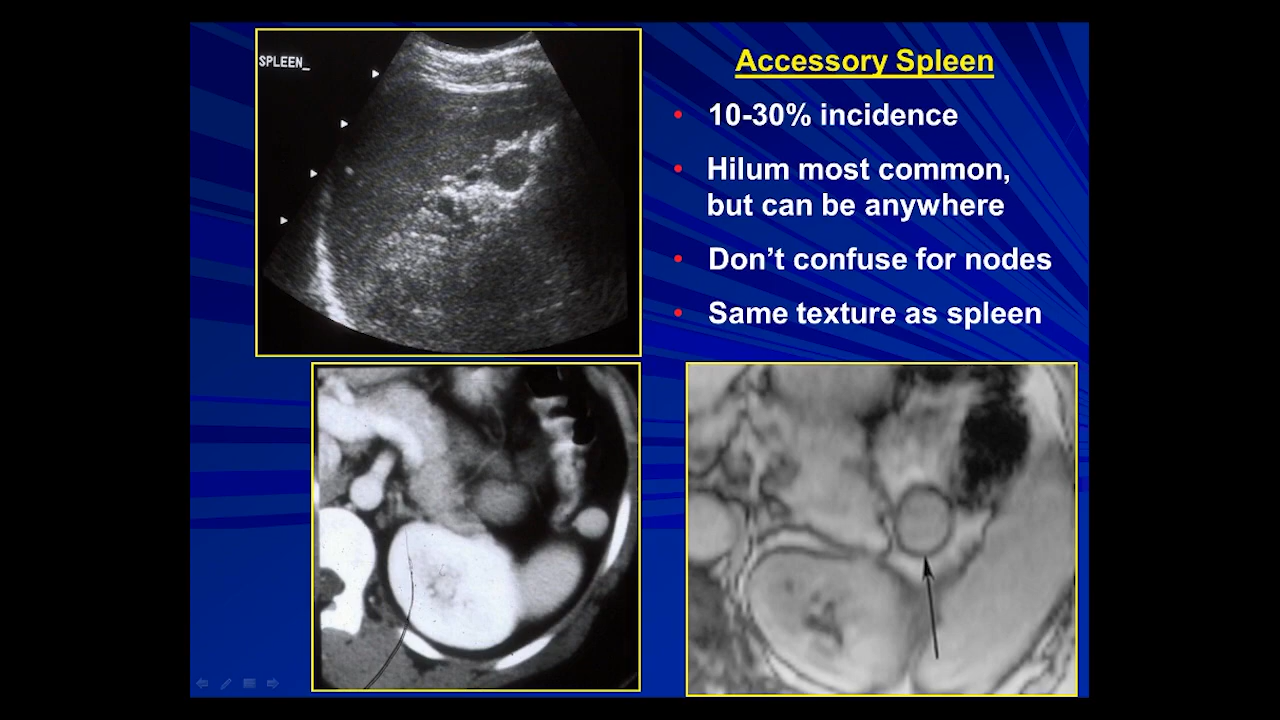 SPLEEN_
Accessory Spleen
• 10-30% incidence
• Hilum most common,
but can be anywhere
• Don't confuse for nodes
• Same texture as spleen